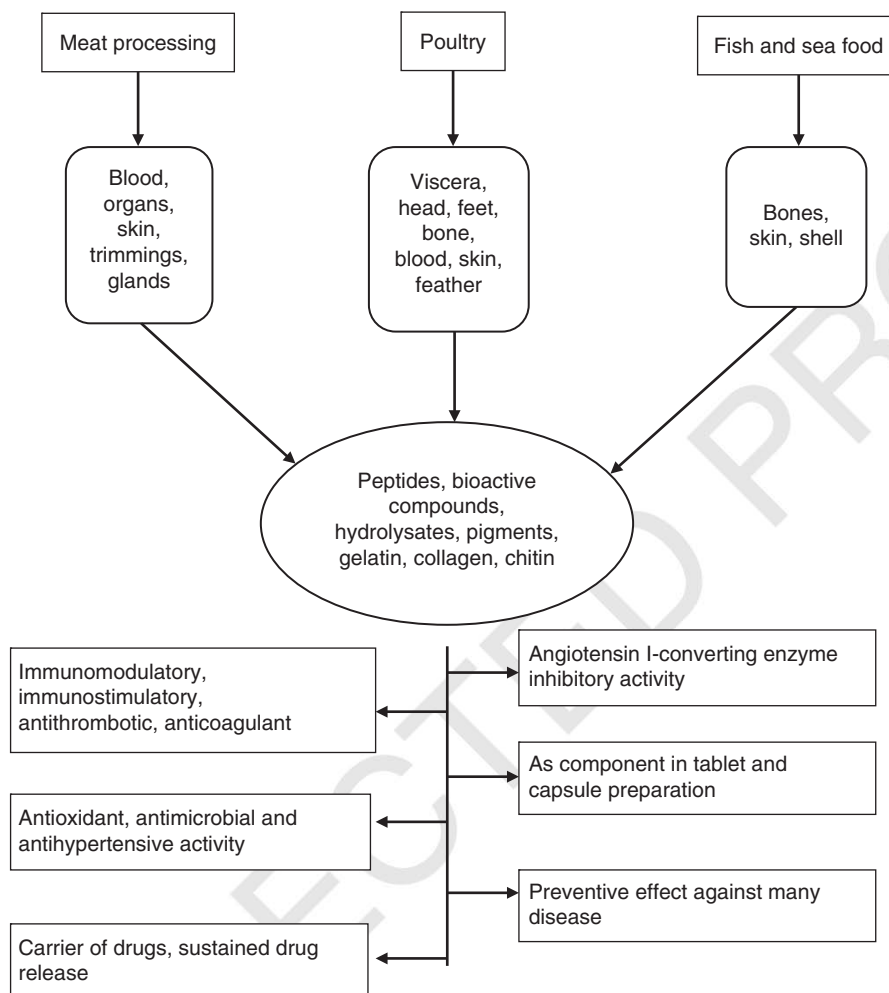 Meat processing
Poultry
Fish and sea food
Blood,
organs,
skin,
trimmings,
glands
Viscera,
head, feet,
bone,
blood, skin,
feather
Bones,
skin, shell
Peptides, bioactive
compounds,
hydrolysates, pigments,
gelatin, collagen, chitin
Immunomodulatory,
immunostimulatory,
antithrombotic, anticoagulant
Angiotensin I-converting enzyme
inhibitory activity
As component in tablet and
capsule preparation
Antioxidant, antimicrobial and
antihypertensive activity
Preventive effect against many
disease
Carrier of drugs, sustained drug
release
ECTED PRO